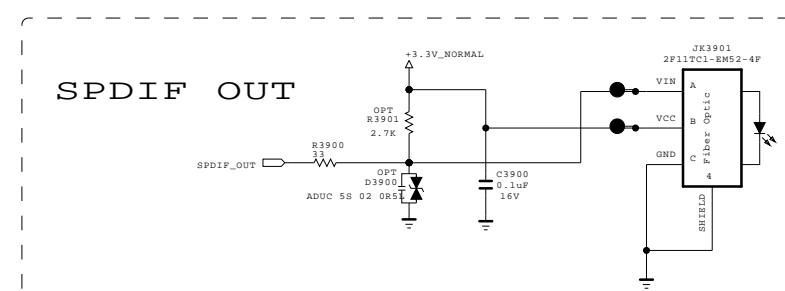 SPDIF OUT
+3.3V_NORMAL
OPT
R3901
2.7K
R3900
33
SPDIF_OUT
OPT
D3900
ADUC 5S 02 0R5L
C3900
0.1uF
16V
JK3901
2F11TC1-EM52-4F
VIN
A
VCC
B
GND
C
Fiber Optic
4
SHIELD